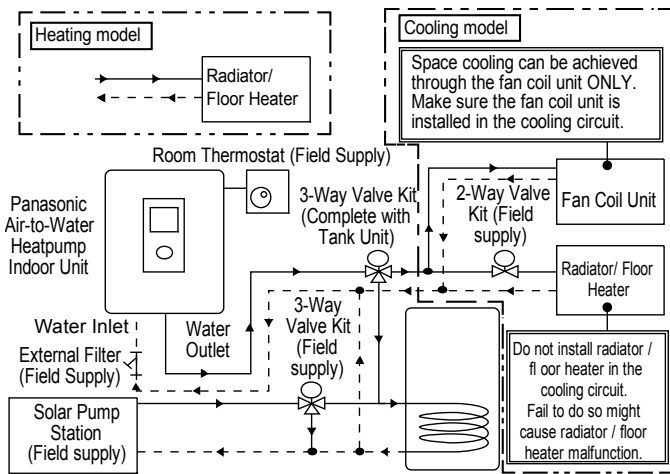 Heating model
Radiator/
Floor Heater
Cooling model
Space cooling can be achieved
through the fan coil unit ONLY.
Make sure the fan coil unit is
installed in the cooling circuit.
Room Thermostat (Field Supply)
Panasonic
Air-to-Water
Heatpump
Indoor Unit
3-Way Valve Kit
(Complete with
Tank Unit)
2-Way Valve
Kit (Field
supply)
Fan Coil Unit
Radiator/ Floor
Heater
Water Inlet
Water
Outlet
3-Way
Valve Kit
(Field
supply)
External Filter
(Field Supply)
Solar Pump
Station
(Field supply)
Do not install radiator /
fl oor heater in the
cooling circuit.
Fail to do so might
cause radiator / floor
heater malfunction.